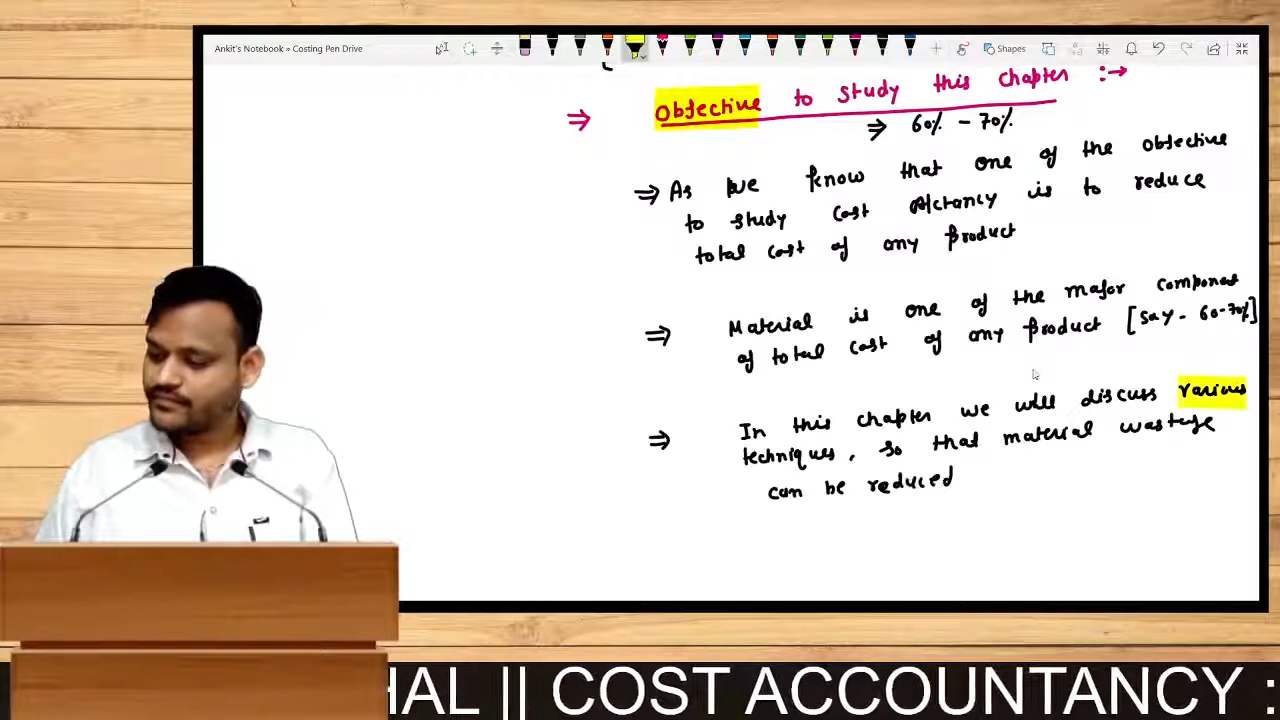 Ankit's Notebook » Costing Pen Drive
Shapes
⇒ Objective to study this chapter :→
⇒ 60% - 70%
⇒ As we know that one of the objective
to study cost A/ctancy is to reduce
total cost of any product
⇒ Material is one of the major component
of total cost of any product [say - 60-70%]
⇒ In this chapter we will discuss various
techniques, so that material wastage
can be reduced
HAL || COST ACCOUNTANCY :